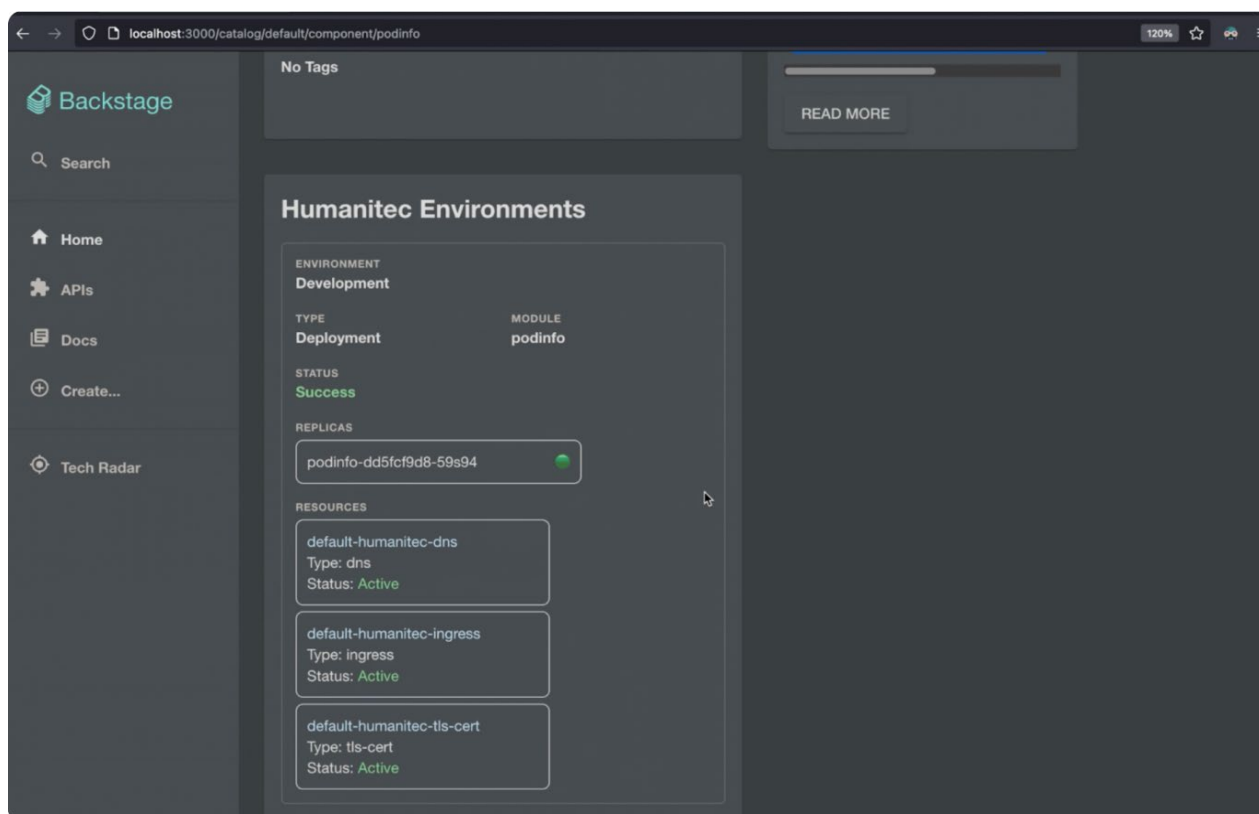 localhost:3000/catalog/default/component/podinfo
120%
Backstage
Search
Home
APIs
Docs
Create...
Tech Radar
No Tags
READ MORE
Humanitec Environments
ENVIRONMENT
Development
TYPE
Deployment
MODULE
podinfo
STATUS
Success
REPLICAS
podinfo-dd5fcf9d8-59s94
RESOURCES
default-humanitec-dns
Type: dns
Status: Active
default-humanitec-ingress
Type: ingress
Status: Active
default-humanitec-tls-cert
Type: tls-cert
Status: Active